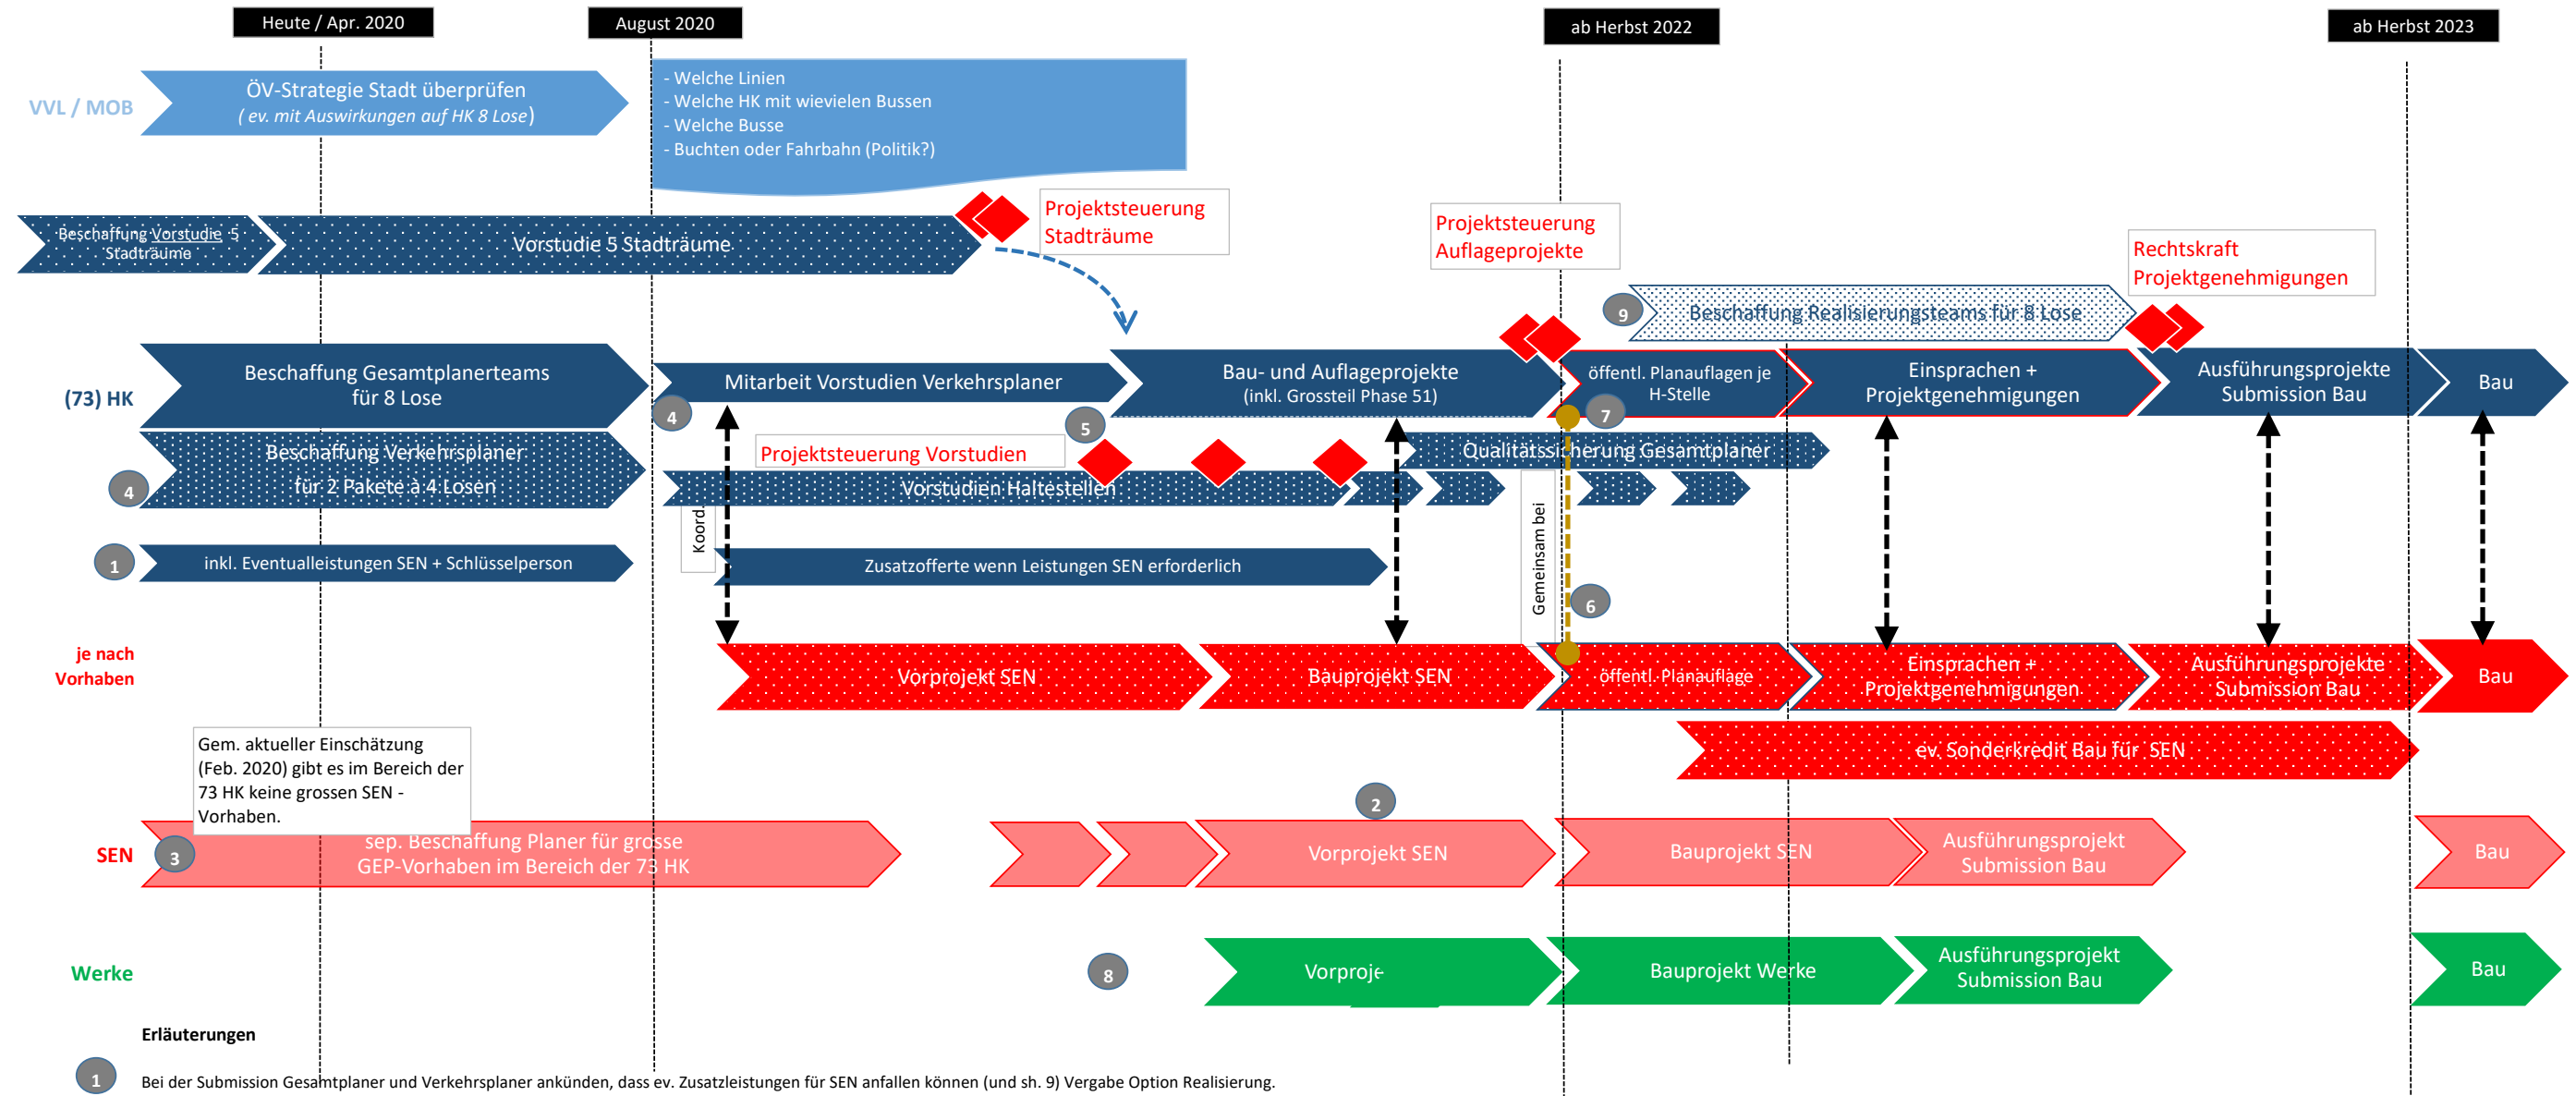 Heute / Apr. 2020
August 2020
ab Herbst 2022
ab Herbst 2023
VVL / MOB
ÖV-Strategie Stadt überprüfen
( ev. mit Auswirkungen auf HK 8 Lose)
- Welche Linien
- Welche HK mit wievielen Bussen
- Welche Busse
- Buchten oder Fahrbahn (Politik?)
Beschaffung Vorstudie 5
Stadträume
Vorstudie 5 Stadträume
Projektsteuerung
Stadträume
Projektsteuerung
Auflageprojekte
Rechtskraft
Projektgenehmigungen
9
Beschaffung Realisierungsteams für 8 Lose
(73) HK
Beschaffung Gesamtplanerteams
für 8 Lose
Mitarbeit Vorstudien Verkehrsplaner
4
Bau- und Auflageprojekte
(inkl. Grossteil Phase 51)
5
öffentl. Planauflagen je
H-Stelle
7
Einsprachen +
Projektgenehmigungen
Ausführungsprojekte
Submission Bau
Bau
4
Beschaffung Verkehrsplaner
für 2 Pakete à 4 Losen
Projektsteuerung Vorstudien
Qualitätssicherung Gesamtplaner
Vorstudien Haltestellen
1
inkl. Eventualleistungen SEN + Schlüsselperson
Koord.
Zusatzofferte wenn Leistungen SEN erforderlich
Gemeinsam bei
6
je nach
Vorhaben
Vorprojekt SEN
Bauprojekt SEN
öffentl. Planauflage
Einsprachen +
Projektgenehmigungen
Ausführungsprojekte
Submission Bau
Bau
ev. Sonderkredit Bau für SEN
Gem. aktueller Einschätzung
(Feb. 2020) gibt es im Bereich der
73 HK keine grossen SEN -
Vorhaben.
SEN
3
sep. Beschaffung Planer für grosse
GEP-Vorhaben im Bereich der 73 HK
2
Vorprojekt SEN
Bauprojekt SEN
Ausführungsprojekt
Submission Bau
Bau
Werke
8
Vorproje
Bauprojekt Werke
Ausführungsprojekt
Submission Bau
Bau
Erläuterungen
1
Bei der Submission Gesamtplaner und Verkehrsplaner ankünden, dass ev. Zusatzleistungen für SEN anfallen können (und sh. 9) Vergabe Option Realisierung.